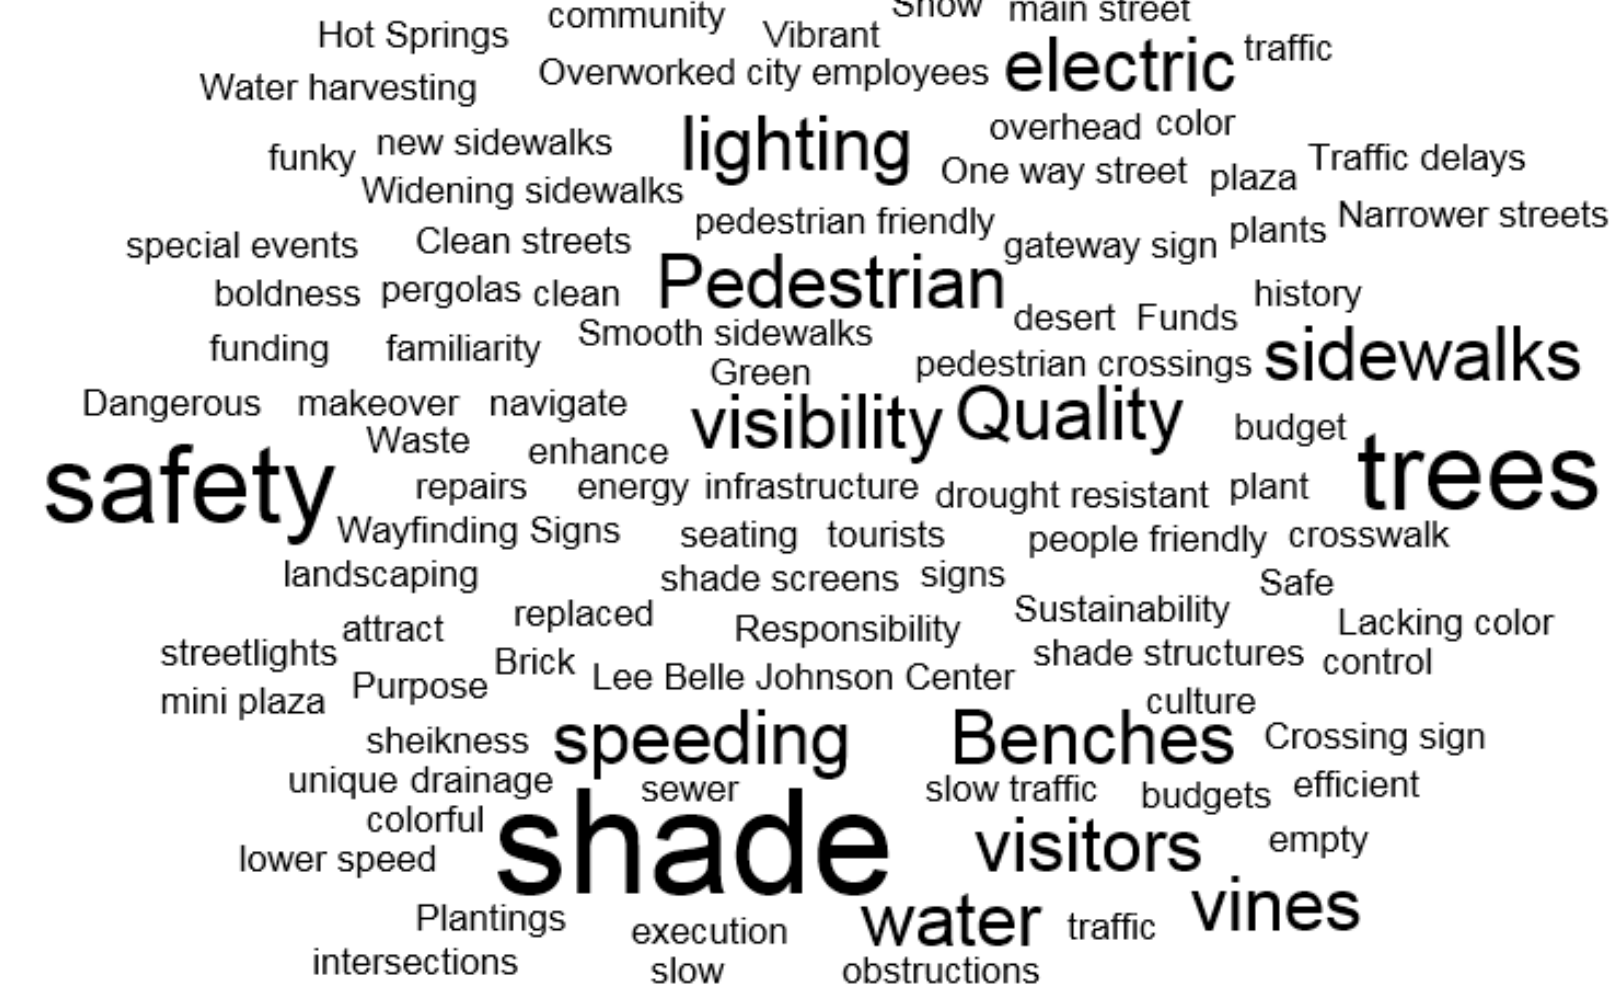 Snow main street
community
Hot Springs
Vibrant
traffic
electric
Overworked city employees
Water harvesting
overhead color
lighting
new sidewalks
funky
Traffic delays
One way street
plaza
Widening sidewalks
Narrower streets
pedestrian friendly
plants
special events
Clean streets
gateway sign
Pedestrian
boldness
pergolas
clean
history
desert
Funds
Smooth sidewalks
funding
familiarity
sidewalks
pedestrian crossings
Green
Dangerous
makeover
navigate
visibility
Quality
budget
Waste
enhance
safety
trees
repairs
energy
infrastructure
drought resistant
plant
Wayfinding Signs
seating
tourists
people friendly
crosswalk
landscaping
shade screens
signs
Safe
replaced
Sustainability
attract
Responsibility
Lacking color
streetlights
Brick
shade structures
control
mini plaza
Purpose
Lee Belle Johnson Center
culture
sheikness
speeding
Benches
Crossing sign
unique drainage
sewer
slow traffic
budgets
efficient
colorful
shade
visitors
empty
lower speed
vines
Plantings
execution
water
traffic
intersections
slow
obstructions